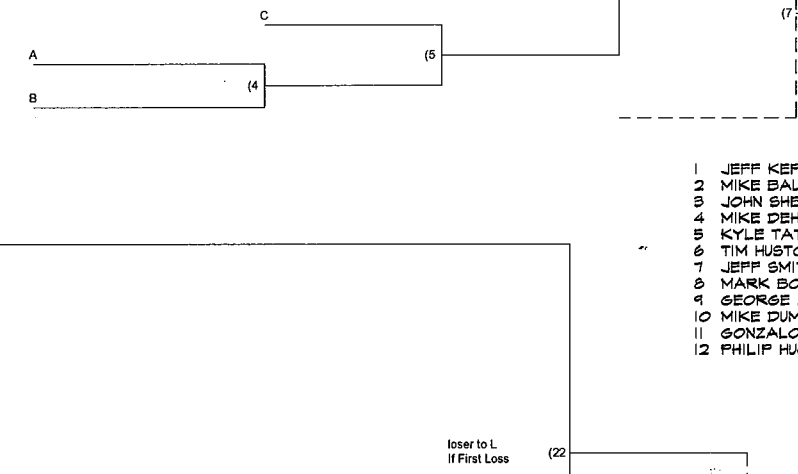 C
(7
A
(5
(4
B
1 JEFF KEF
2 MIKE BAL
3 JOHN SHE
4 MIKE DEH
5 KYLE TAT
6 TIM HUSTO
7 JEFF SMIT
8 MARK BO
9 GEORGE
10 MIKE DUM
11 GONZALO
12 PHILIP HU
loser to L
If First Loss
(22